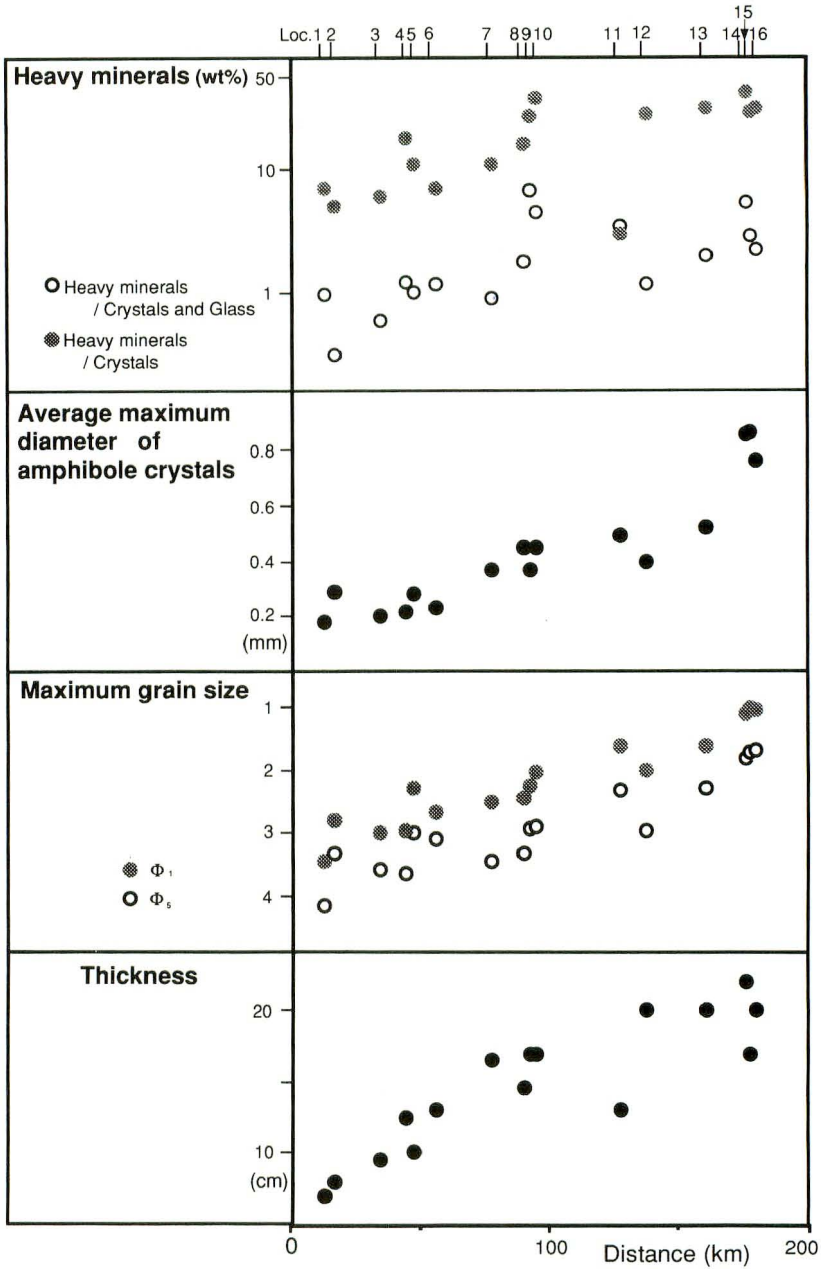 15
Loc.1 2 3 4 5 6 7 8 9 10 11 12 13 14 16
Heavy minerals (wt%)
50
10
1
Heavy minerals
/ Crystals and Glass
Heavy minerals
/ Crystals
Average maximum
diameter of
amphibole crystals
0.8
0.6
0.4
0.2
(mm)
Maximum grain size
1
2
3
4
Φ1
Φ5
Thickness
20
10
(cm)
0 100 200
Distance (km)